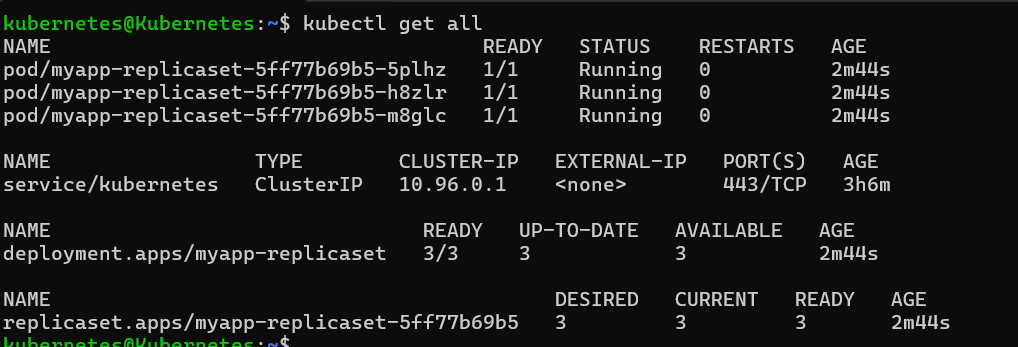 kubernetes@Kubernetes:~$ kubectl get all
NAME READY STATUS RESTARTS AGE
pod/myapp-replicaset-5ff77b69b5-5plhz 1/1 Running 0 2m44s
pod/myapp-replicaset-5ff77b69b5-h8zlr 1/1 Running 0 2m44s
pod/myapp-replicaset-5ff77b69b5-m8glc 1/1 Running 0 2m44s
NAME TYPE CLUSTER-IP EXTERNAL-IP PORT(S) AGE
service/kubernetes ClusterIP 10.96.0.1 <none> 443/TCP 3h6m
NAME READY UP-TO-DATE AVAILABLE AGE
deployment.apps/myapp-replicaset 3/3 3 3 2m44s
NAME DESIRED CURRENT READY AGE
replicaset.apps/myapp-replicaset-5ff77b69b5 3 3 3 2m44s
kubernetes@Kubernetes:~$